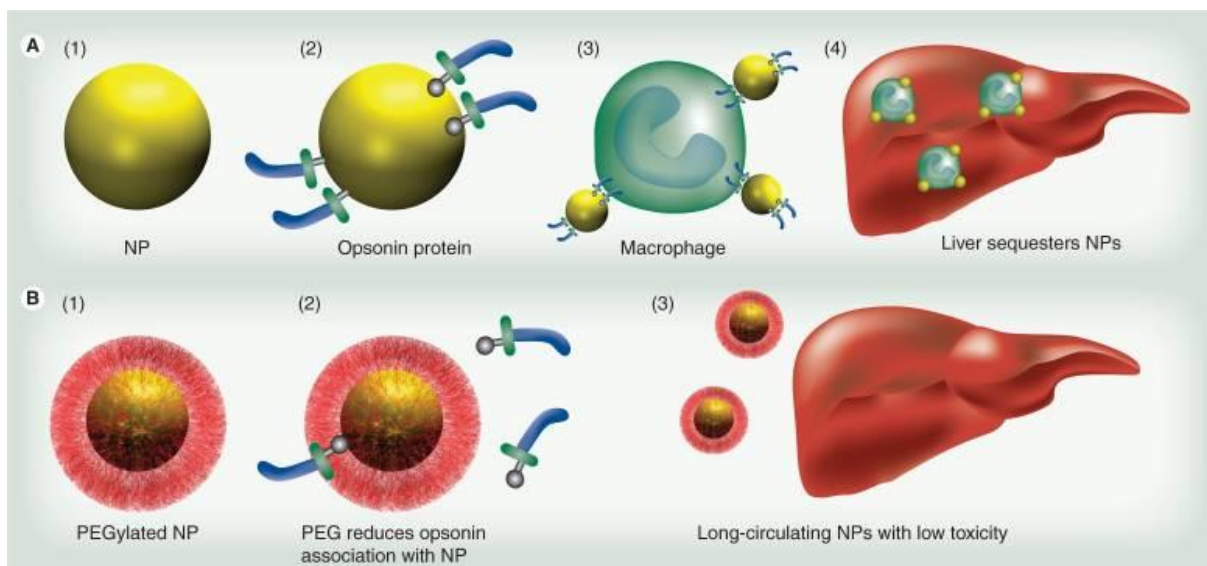 A
(1)
(2)
(3)
(4)
NP
Opsonin protein
Macrophage
Liver sequesters NPs
B
(1)
(2)
(3)
PEGylated NP
PEG reduces opsonin
association with NP
Long-circulating NPs with low toxicity